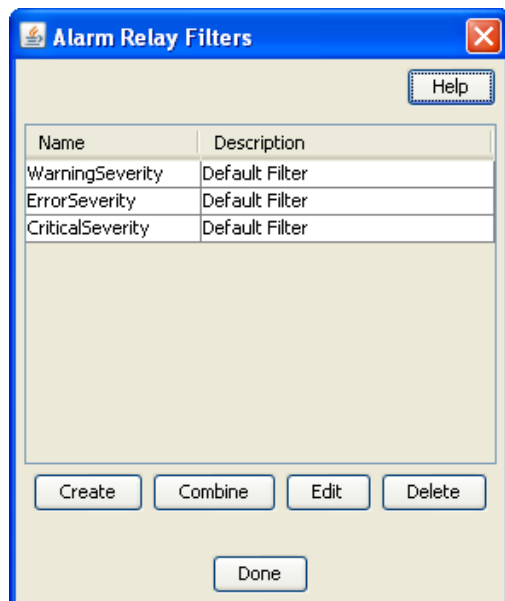 Alarm Relay Filters
Help
Name Description
WarningSeverity Default Filter
ErrorSeverity Default Filter
CriticalSeverity Default Filter
Create Combine Edit Delete
Done